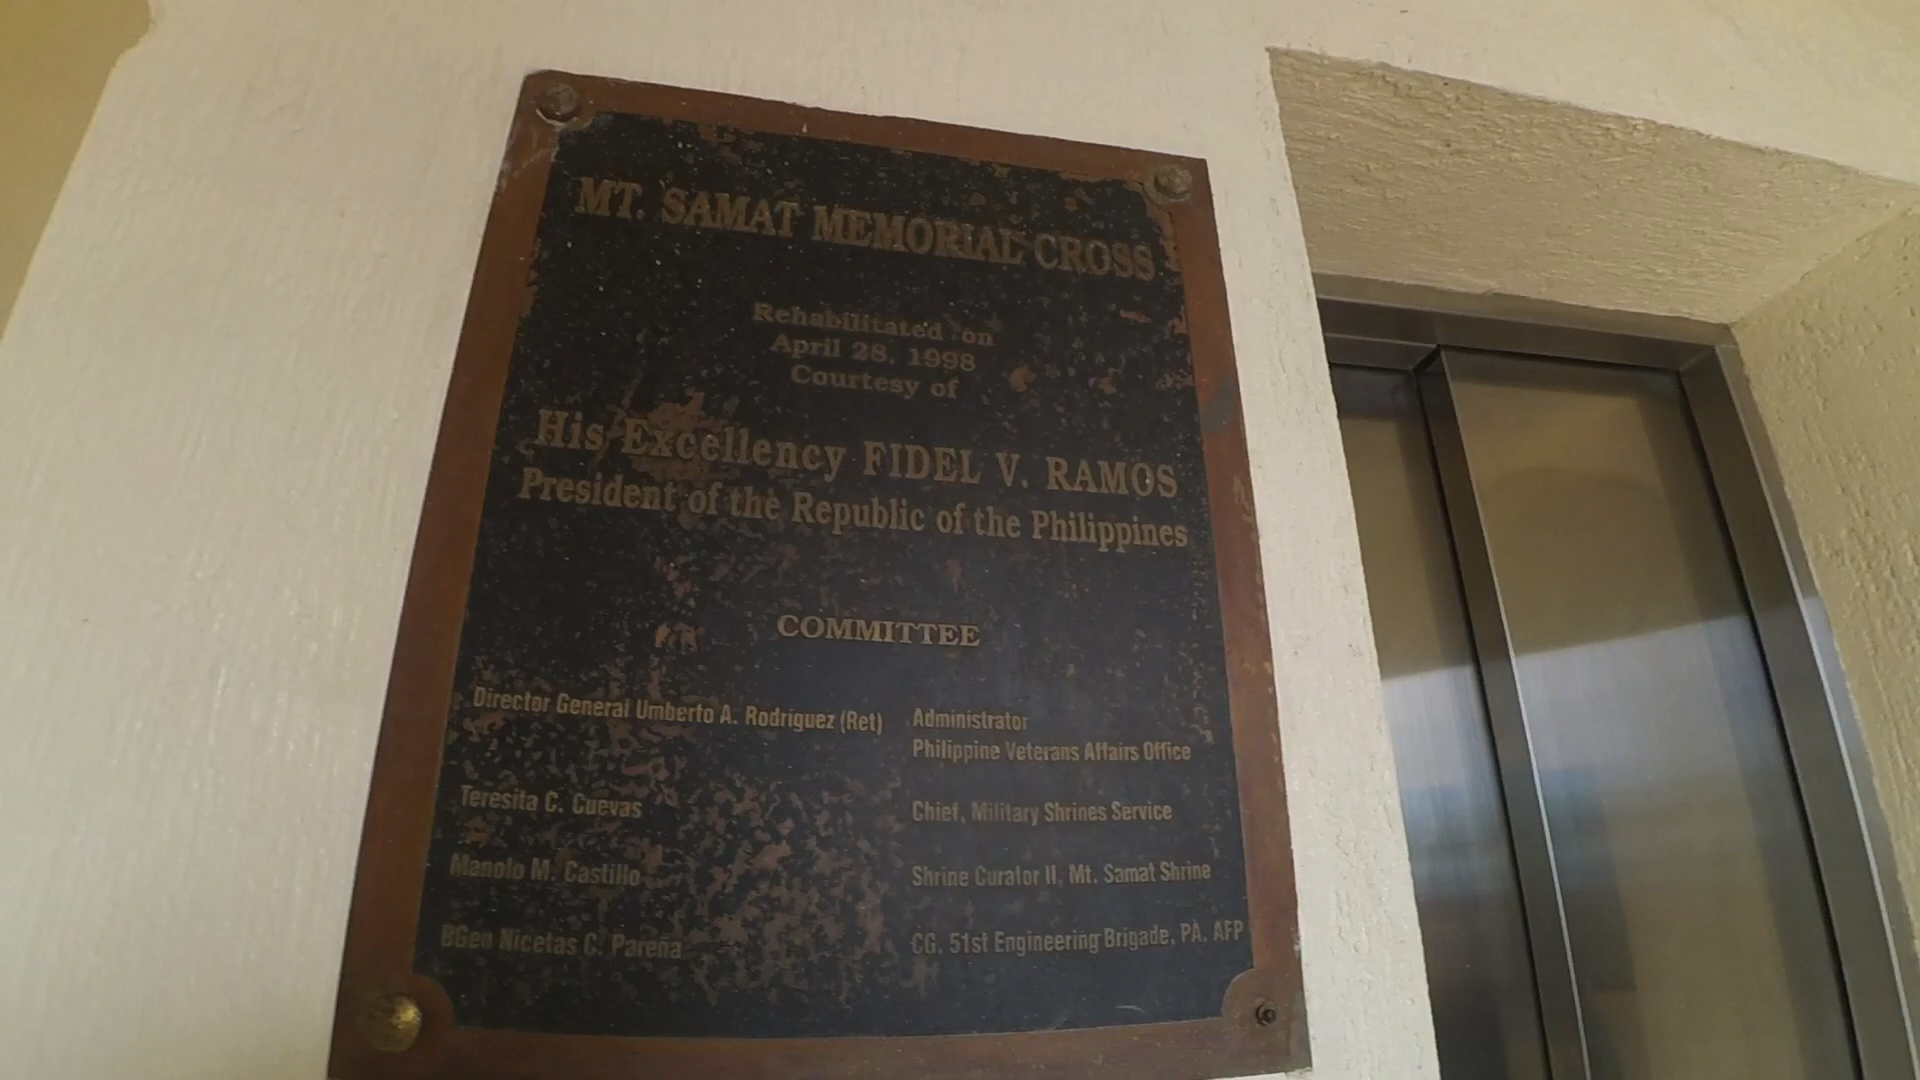 MT. SAMAT MEMORIAL CROSS
Rehabilitated on
April 28, 1998
Courtesy of
His Excellency FIDEL V. RAMOS
President of the Republic of the Philippines
COMMITTEE
Director General Umberto A. Rodriguez (Ret) Administrator
Philippine Veterans Affairs Office
Teresita C. Cuevas Chief, Military Shrines Service
Manolo M. Castillo Shrine Curator II, Mt. Samat Shrine
BGen Nicetas C. Pareña CG, 51st Engineering Brigade, PA, AFP